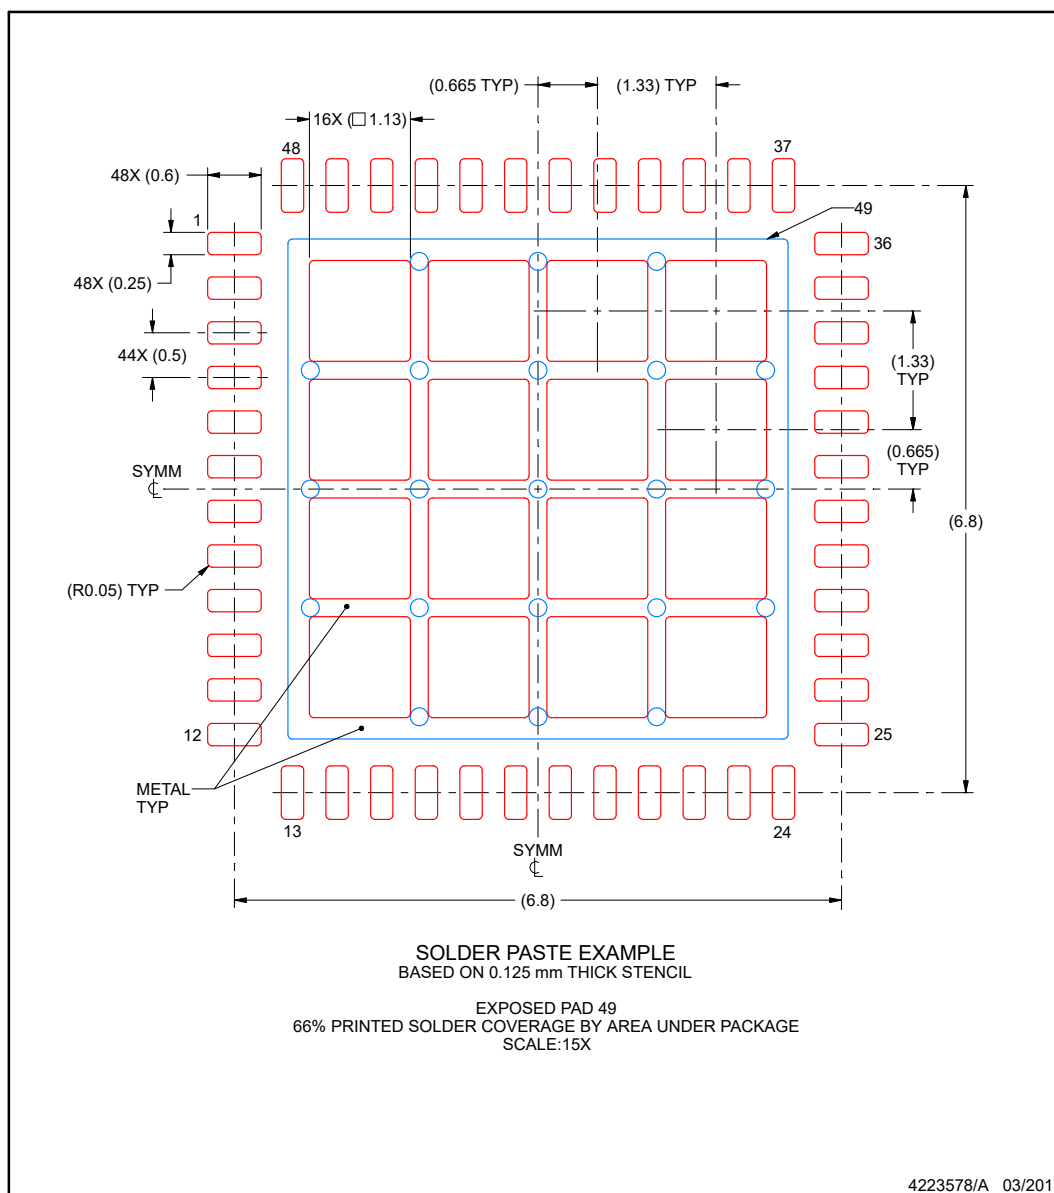 (0.665 TYP)
(1.33) TYP
16X (□ 1.13)
48
37
48X (0.6)
49
1
36
48X (0.25)
44X (0.5)
(1.33)
TYP
(0.665)
TYP
SYMM
℄
(6.8)
(R0.05) TYP
12
25
METAL
TYP
13
24
SYMM
℄
(6.8)
SOLDER PASTE EXAMPLE
BASED ON 0.125 mm THICK STENCIL
EXPOSED PAD 49
66% PRINTED SOLDER COVERAGE BY AREA UNDER PACKAGE
SCALE:15X
4223578/A 03/201